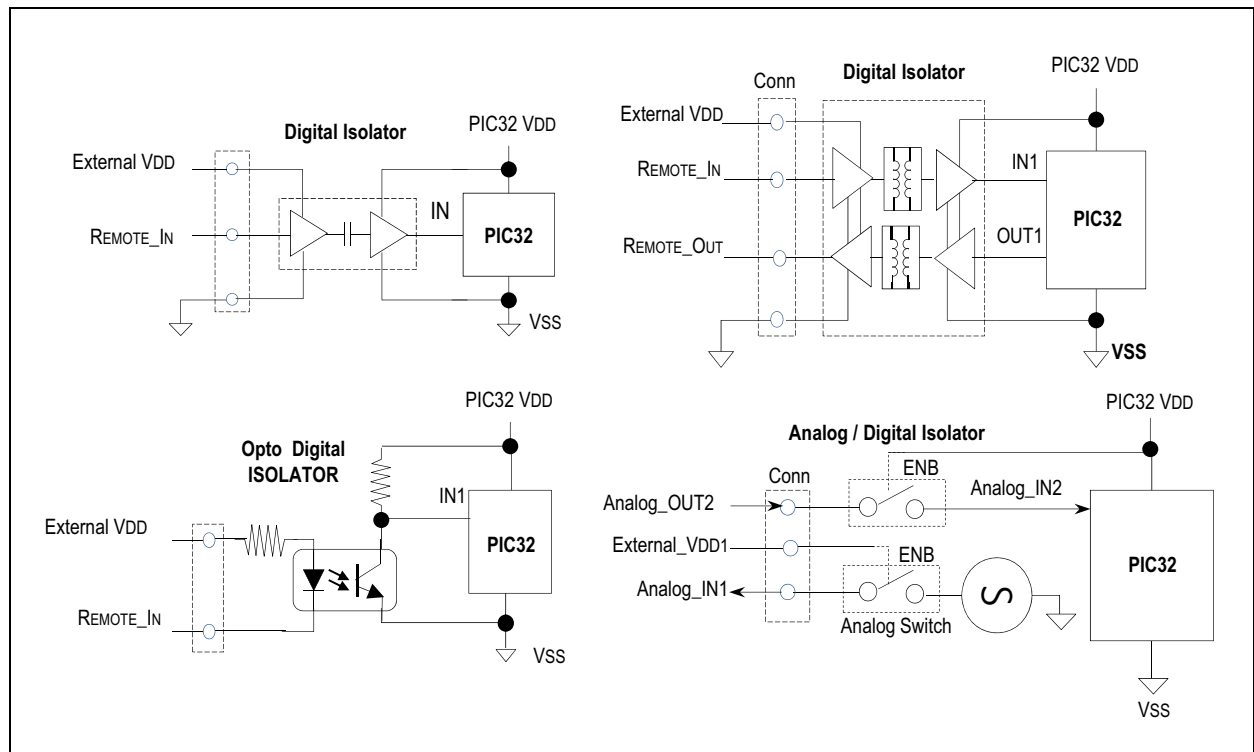 Digital Isolator
PIC32 VDD
External VDD
REMOTE_IN
IN
PIC32
VSS
Conn
Digital Isolator
PIC32 VDD
External VDD
REMOTE_IN
IN1
PIC32
REMOTE_OUT
OUT1
VSS
Opto Digital
ISOLATOR
PIC32 VDD
IN1
External VDD
PIC32
REMOTE_IN
VSS
Analog / Digital Isolator
PIC32 VDD
Conn
ENB
Analog_OUT2
Analog_IN2
External_VDD1
ENB
PIC32
Analog_IN1
Analog Switch
S
VSS